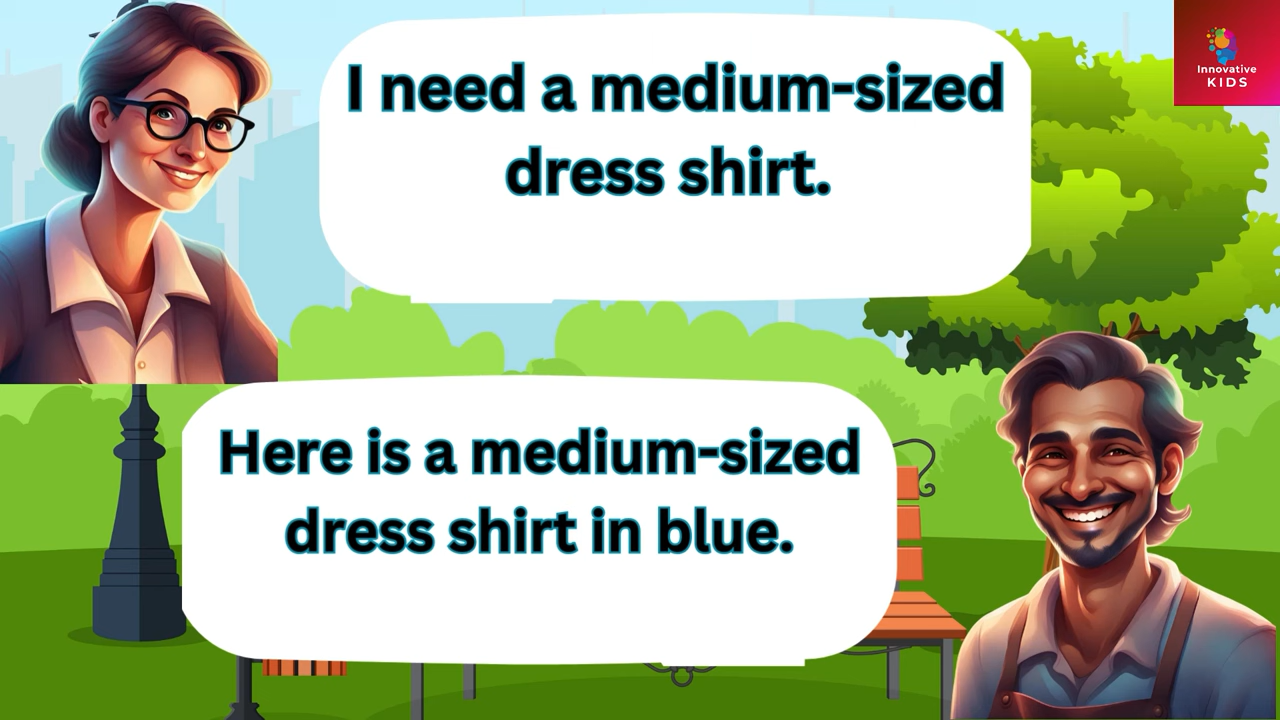 I need a medium-sized
dress shirt.
Innovative
KIDS
Here is a medium-sized
dress shirt in blue.